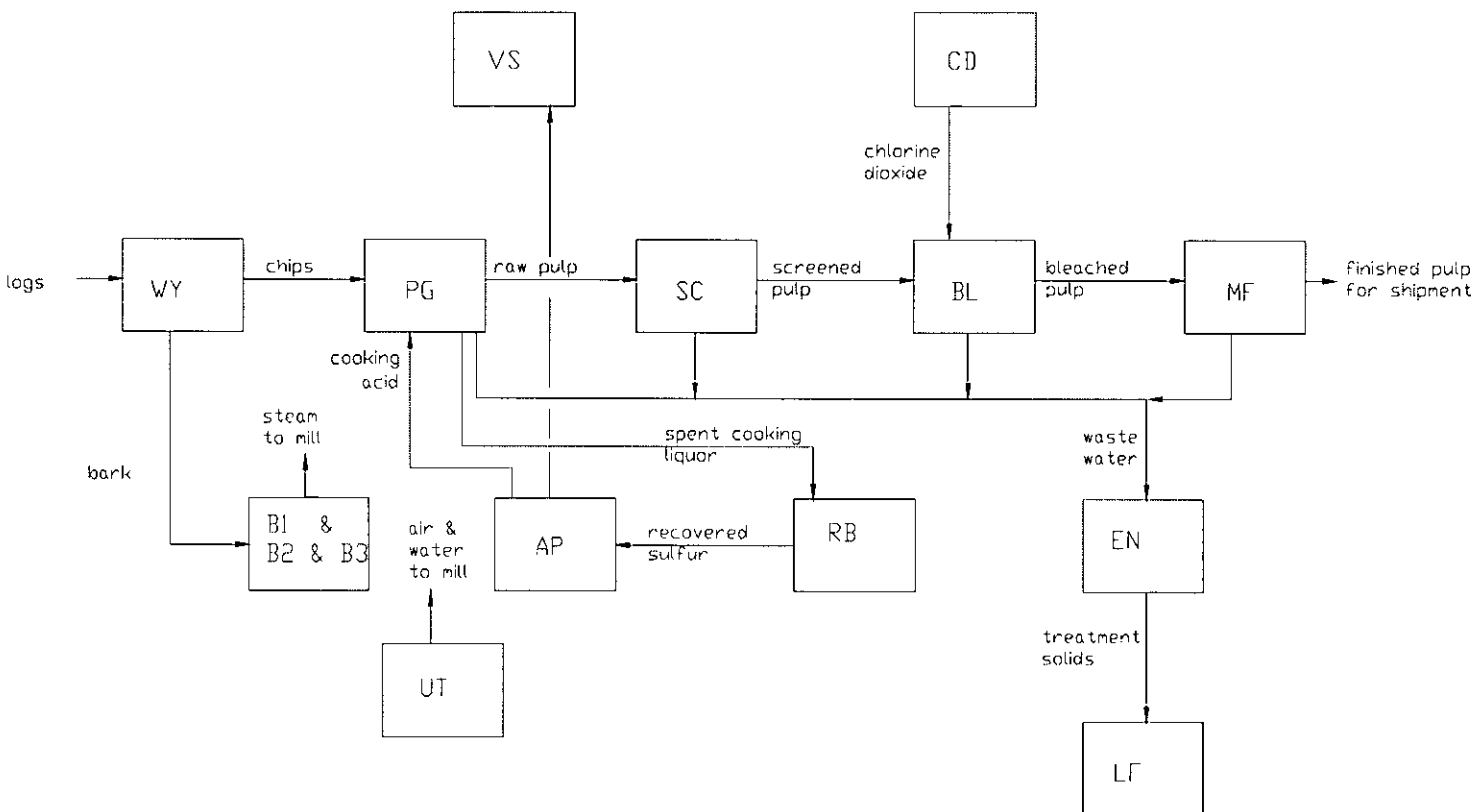 VS
CD
chlorine
dioxide
logs
WY
chips
PG
raw pulp
SC
screened
pulp
BL
bleached
pulp
MF
finished pulp
for shipment
cooking
acid
steam
to mill
bark
spent cooking
liquor
waste
water
B1 &
B2 & B3
air &
water
to mill
AP
recovered
sulfur
RB
EN
UT
treatment
solids
LF